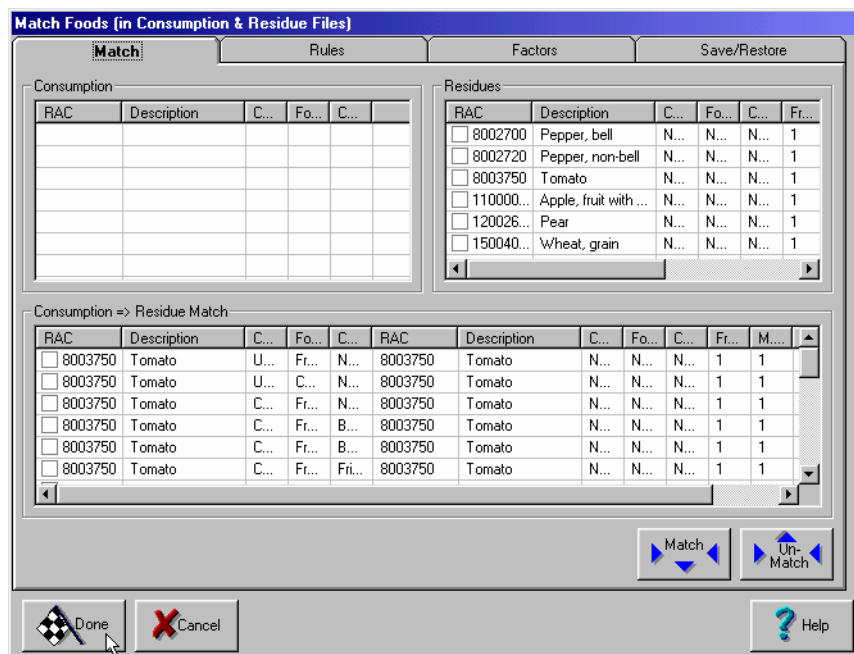 Match Foods (in Consumption & Residue Files)
Match Rules Factors Save/Restore
Consumption
RAC Description C... Fo... C...
Residues
RAC Description C... Fo... C... Fr...
8002700 Pepper, bell N... N... N... 1
8002720 Pepper, non-bell N... N... N... 1
8003750 Tomato N... N... N... 1
110000... Apple, fruit with ... N... N... N... 1
120026... Pear N... N... N... 1
150040... Wheat, grain N... N... N... 1
Consumption => Residue Match
RAC Description C... Fo... C... RAC Description C... Fo... C... Fr... M...
8003750 Tomato U... Fr... N... 8003750 Tomato N... N... N... 1 1
8003750 Tomato U... C... N... 8003750 Tomato N... N... N... 1 1
8003750 Tomato C... Fr... N... 8003750 Tomato N... N... N... 1 1
8003750 Tomato C... Fr... B... 8003750 Tomato N... N... N... 1 1
8003750 Tomato C... Fr... B... 8003750 Tomato N... N... N... 1 1
8003750 Tomato C... Fr... Fri... 8003750 Tomato N... N... N... 1 1
Match
Un-
Match
Done Cancel Help